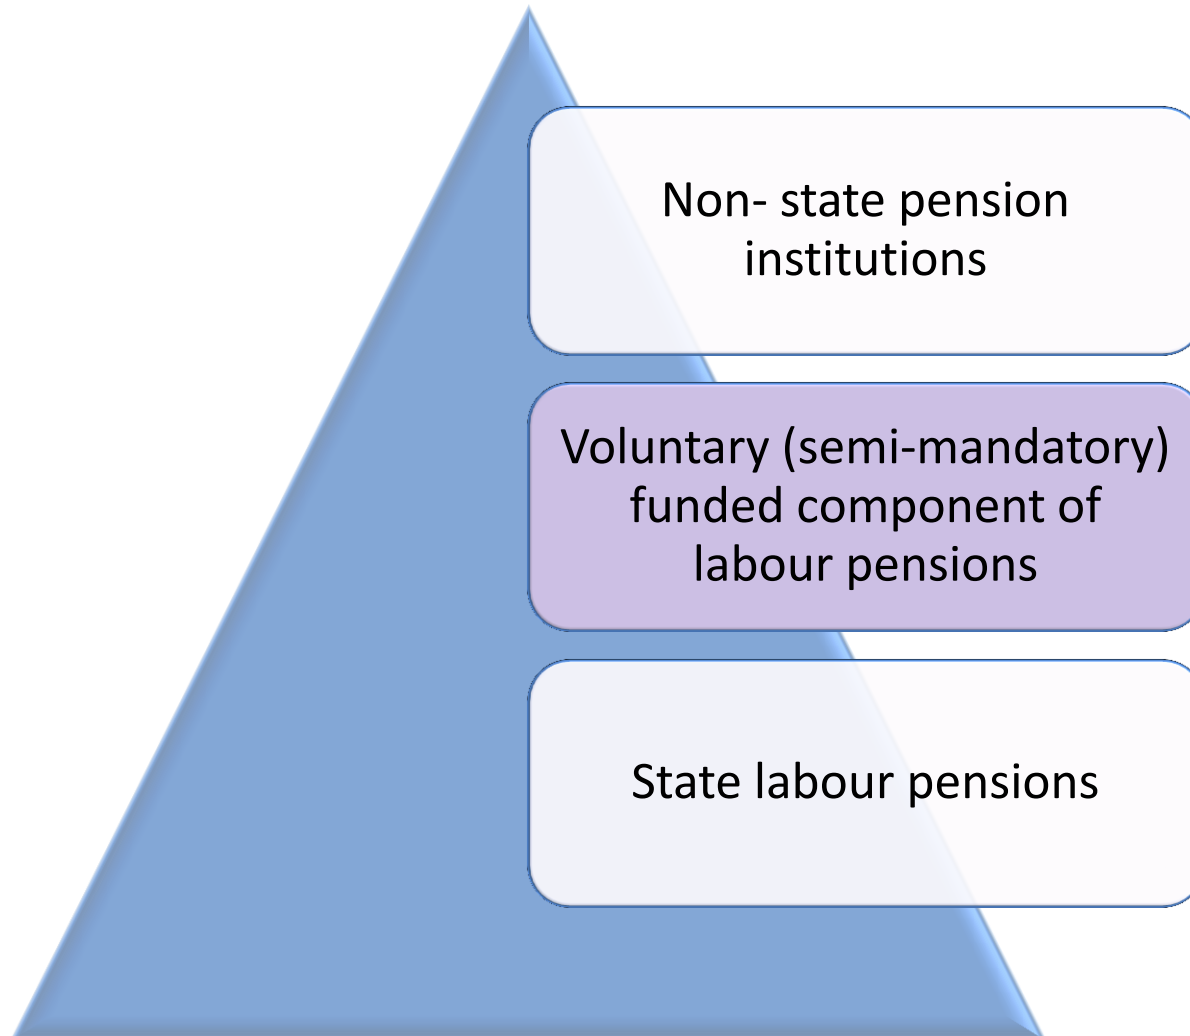 Non- state pension
institutions
Voluntary (semi-mandatory)
funded component of
labour pensions
State labour pensions